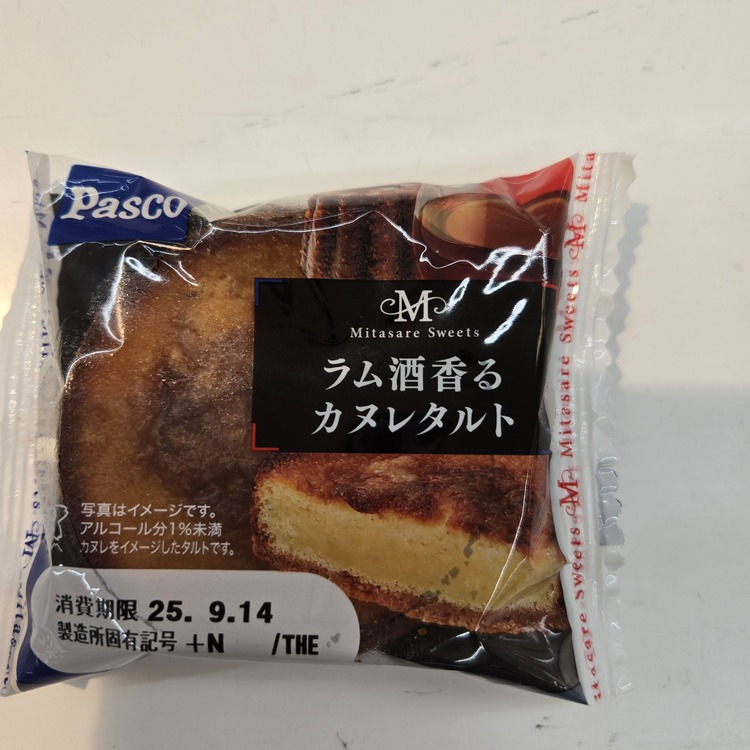 Pasco
M
Mitasare Sweets
ラム酒香る
カヌレタルト
写真はイメージです。
アルコール分1%未満
カヌレをイメージしたタルトです。
消費期限 25. 9.14
製造所固有記号 +N /THE
Mitasare Sweets M Mitasare Sweets M Mita